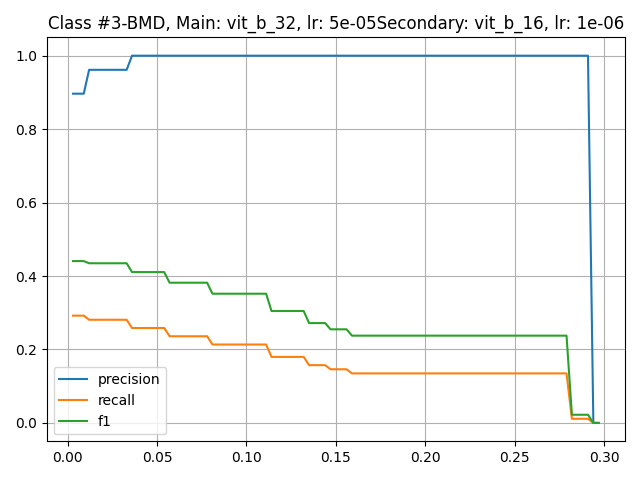 Class #3-BMD, Main: vit_b_32, lr: 5e-05Secondary: vit_b_16, lr: 1e-06
1.0
0.8
0.6
0.4
0.2
0.0
precision
recall
f1
0.00 0.05 0.10 0.15 0.20 0.25 0.30